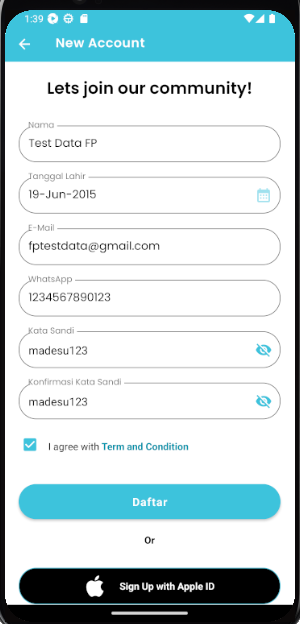 1:39
New Account
Lets join our community!
Nama
Test Data FP
Tanggal Lahir
19-Jun-2015
E-Mail
fptestdata@gmail.com
WhatsApp
1234567890123
Kata Sandi
madesu123
Konfirmasi Kata Sandi
madesu123
I agree with Term and Condition
Daftar
Or
Sign Up with Apple ID